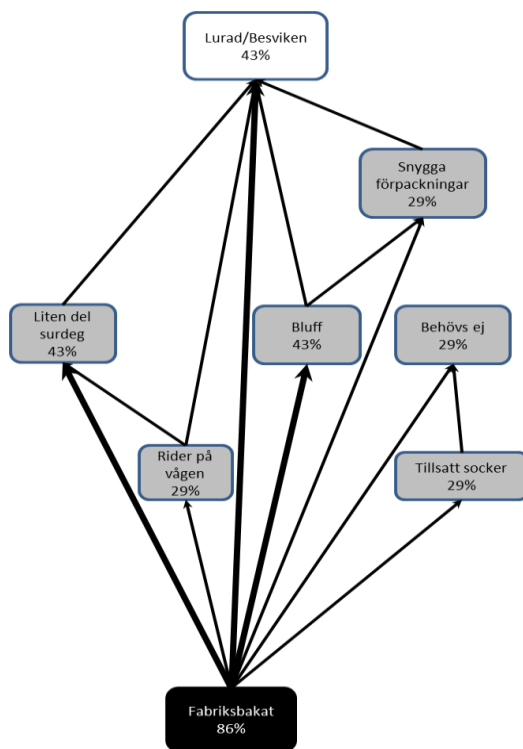 Lurad/Besviken
43%
Snygga
förpackningar
29%
Liten del
surdeg
43%
Bluff
43%
Behövs ej
29%
Rider på
vågen
29%
Tillsatt socker
29%
Fabriksbakat
86%